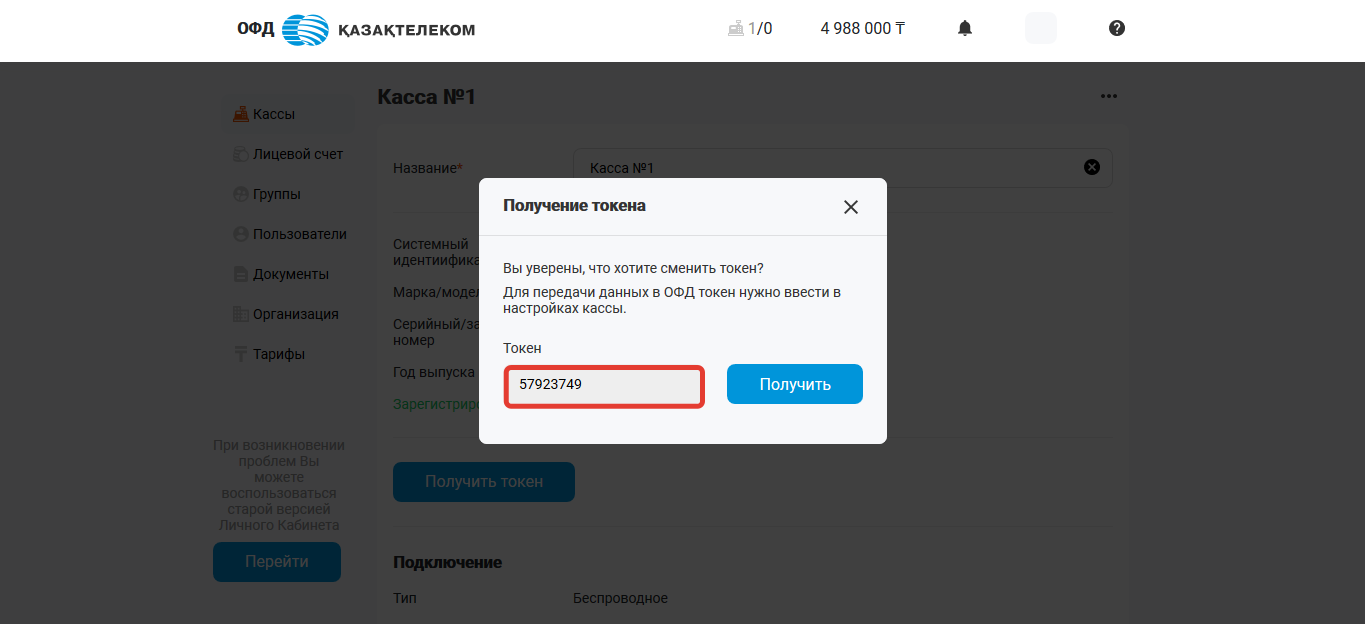 ОФД ҚАЗАҚТЕЛЕКОМ
1/0
4 988 000 ₸
Кассы
Лицевой счет
Группы
Пользователи
Документы
Организация
Тарифы
При возникновении
проблем Вы
можете
воспользоваться
старой версией
Личного Кабинета
Перейти
Касса №1
Название*
Касса №1
Системный
Марка/
номер
Год выпуска
Получить токен
Подключение
Тип
Беспроводное
Получение токена
Вы уверены, что хотите сменить токен?
Для передачи данных в ОФД токен нужно ввести в
настройках кассы.
Токен
57923749
Получить